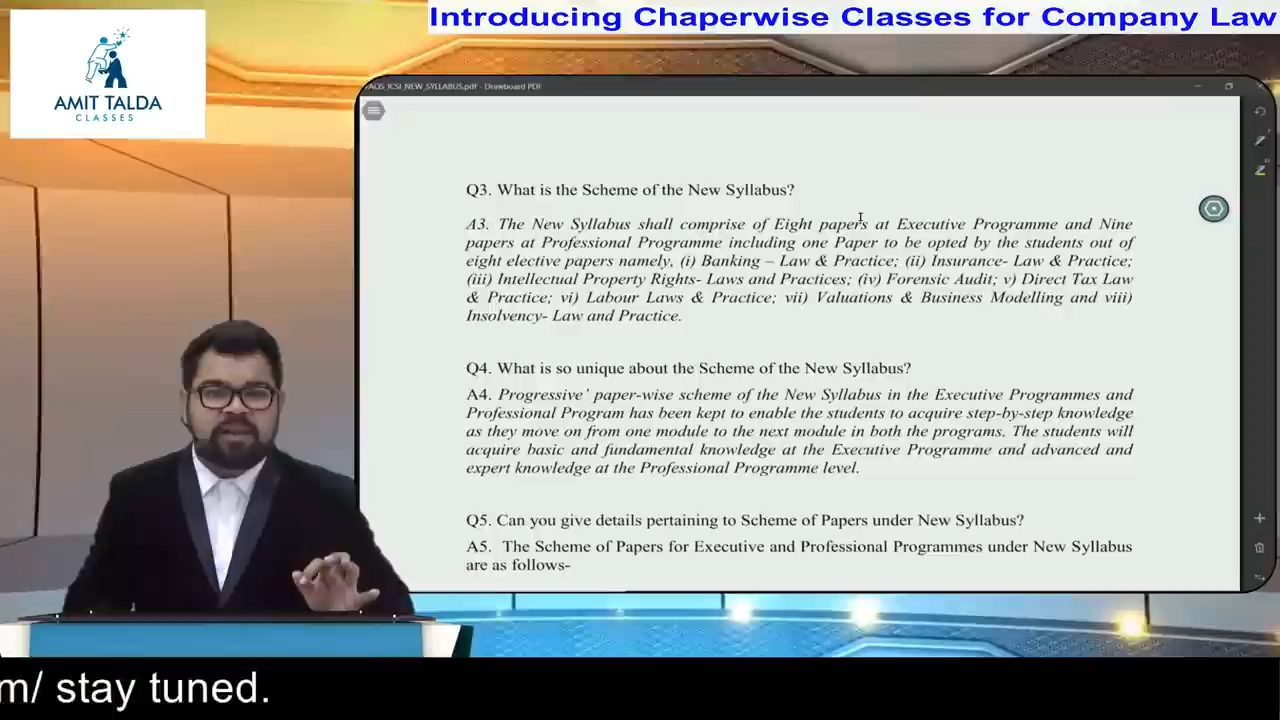 Introducing Chaperwise Classes for Company Law
AMIT TALDA
CLASSES
AQS_ICSI_NEW_SYLLABUS.pdf - Drawboard PDF
Q3. What is the Scheme of the New Syllabus?
A3. The New Syllabus shall comprise of Eight papers at Executive Programme and Nine
papers at Professional Programme including one Paper to be opted by the students out of
eight elective papers namely, (i) Banking – Law & Practice; (ii) Insurance- Law & Practice;
(iii) Intellectual Property Rights- Laws and Practices; (iv) Forensic Audit; v) Direct Tax Law
& Practice; vi) Labour Laws & Practice; vii) Valuations & Business Modelling and viii)
Insolvency- Law and Practice.
Q4. What is so unique about the Scheme of the New Syllabus?
A4. Progressive’ paper-wise scheme of the New Syllabus in the Executive Programmes and
Professional Program has been kept to enable the students to acquire step-by-step knowledge
as they move on from one module to the next module in both the programs. The students will
acquire basic and fundamental knowledge at the Executive Programme and advanced and
expert knowledge at the Professional Programme level.
Q5. Can you give details pertaining to Scheme of Papers under New Syllabus?
A5. The Scheme of Papers for Executive and Professional Programmes under New Syllabus
are as follows-
m/ stay tuned.